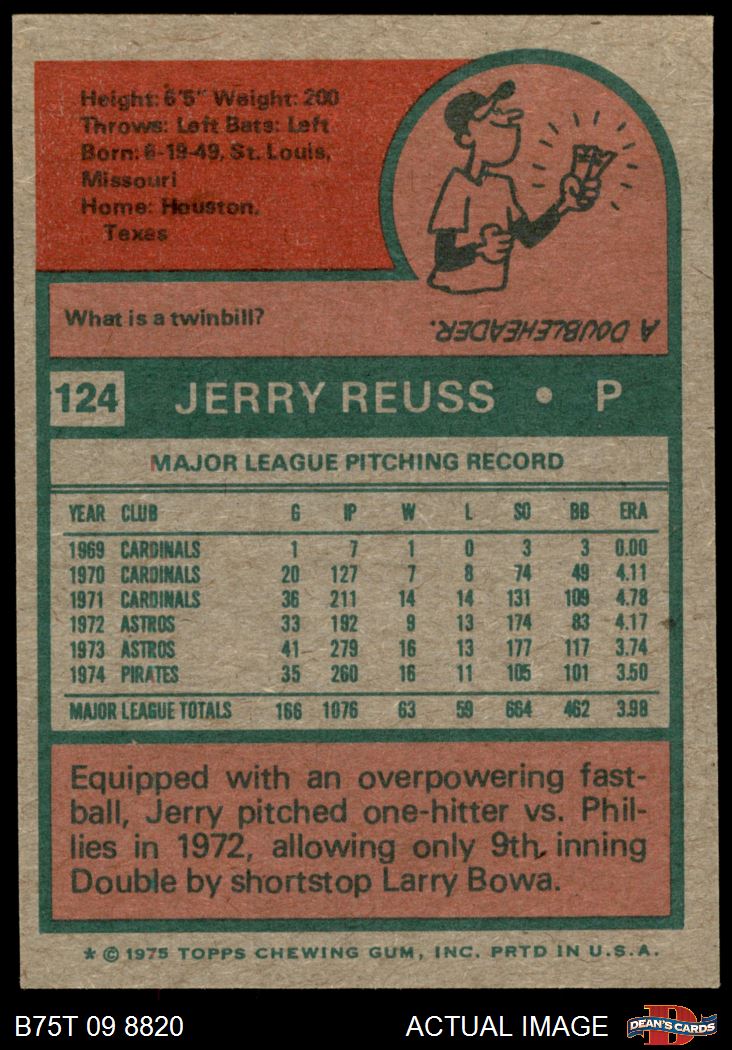 Height: 6'5" Weight: 200
Throws: Left Bats: Left
Born: 6-19-49, St. Louis,
Missouri
Home: Houston,
Texas
What is a twinbill?
A DOUBLEHEADER.
124 JERRY REUSS • P
MAJOR LEAGUE PITCHING RECORD
YEAR CLUB G IP W L SO BB ERA
1969 CARDINALS 1 7 1 0 3 3 0.00
1970 CARDINALS 20 127 7 8 74 49 4.11
1971 CARDINALS 36 211 14 14 131 109 4.78
1972 ASTROS 33 192 9 13 174 83 4.17
1973 ASTROS 41 279 16 13 177 117 3.74
1974 PIRATES 35 260 16 11 105 101 3.50
MAJOR LEAGUE TOTALS 166 1076 63 59 664 462 3.98
Equipped with an overpowering fast-
ball, Jerry pitched one-hitter vs. Phil-
lies in 1972, allowing only 9th inning
Double by shortstop Larry Bowa.
* © 1975 TOPPS CHEWING GUM, INC. PRTD IN U.S.A.
B75T 09 8820 ACTUAL IMAGE DEAN'S CARDS